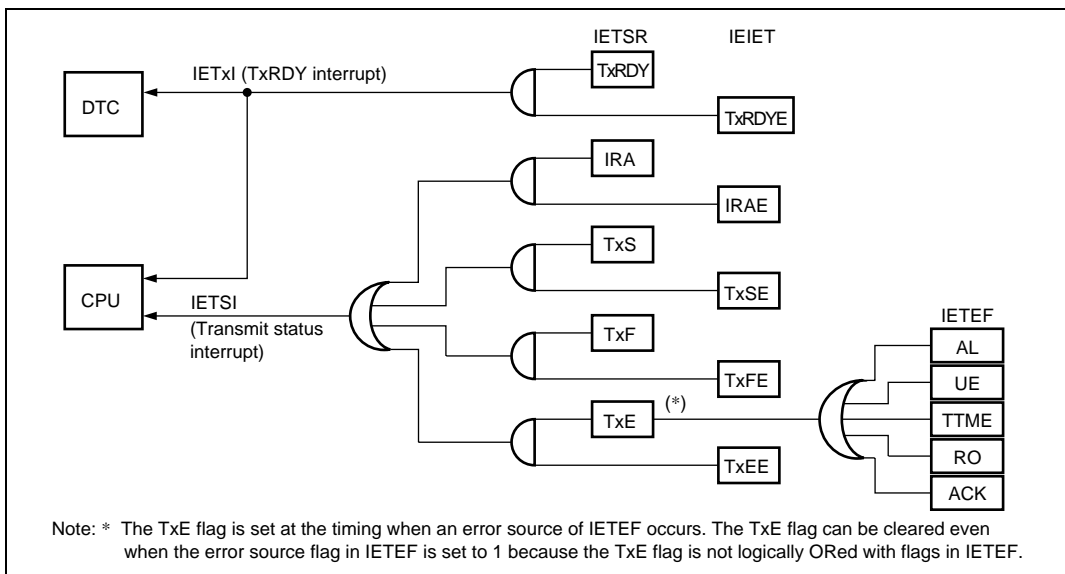 IETSR IEIET
TxRDY
IETxI (TxRDY interrupt)
DTC
TxRDYE
IRA
IRAE
TxS
CPU
TxSE
IETSI
(Transmit status
interrupt)
TxF
IETEF
AL
TxFE
UE
TxE
(*)
TTME
TxEE
RO
ACK
Note: * The TxE flag is set at the timing when an error source of IETEF occurs. The TxE flag can be cleared even
when the error source flag in IETEF is set to 1 because the TxE flag is not logically ORed with flags in IETEF.